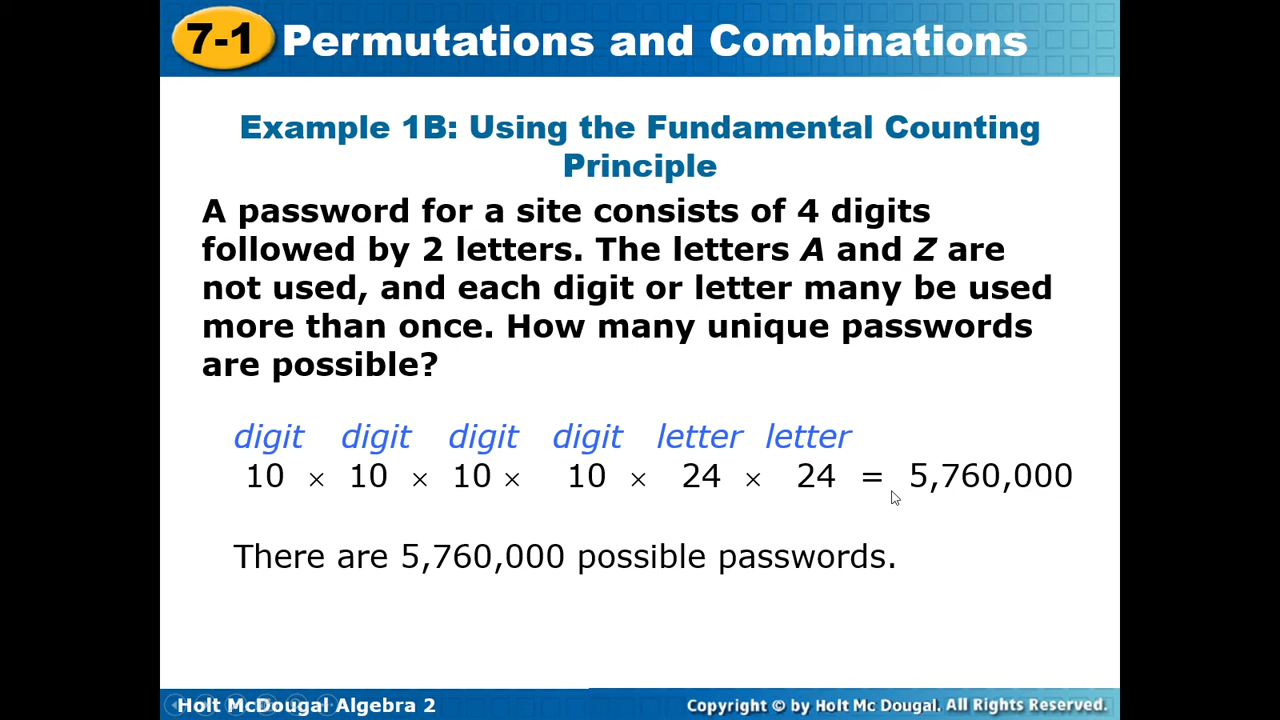 7-1 Permutations and Combinations
Example 1B: Using the Fundamental Counting
Principle
A password for a site consists of 4 digits
followed by 2 letters. The letters A and Z are
not used, and each digit or letter many be used
more than once. How many unique passwords
are possible?
digit digit digit digit letter letter
10 × 10 × 10 × 10 × 24 × 24 = 5,760,000
There are 5,760,000 possible passwords.
Holt McDougal Algebra 2
Copyright © by Holt Mc Dougal. All Rights Reserved.